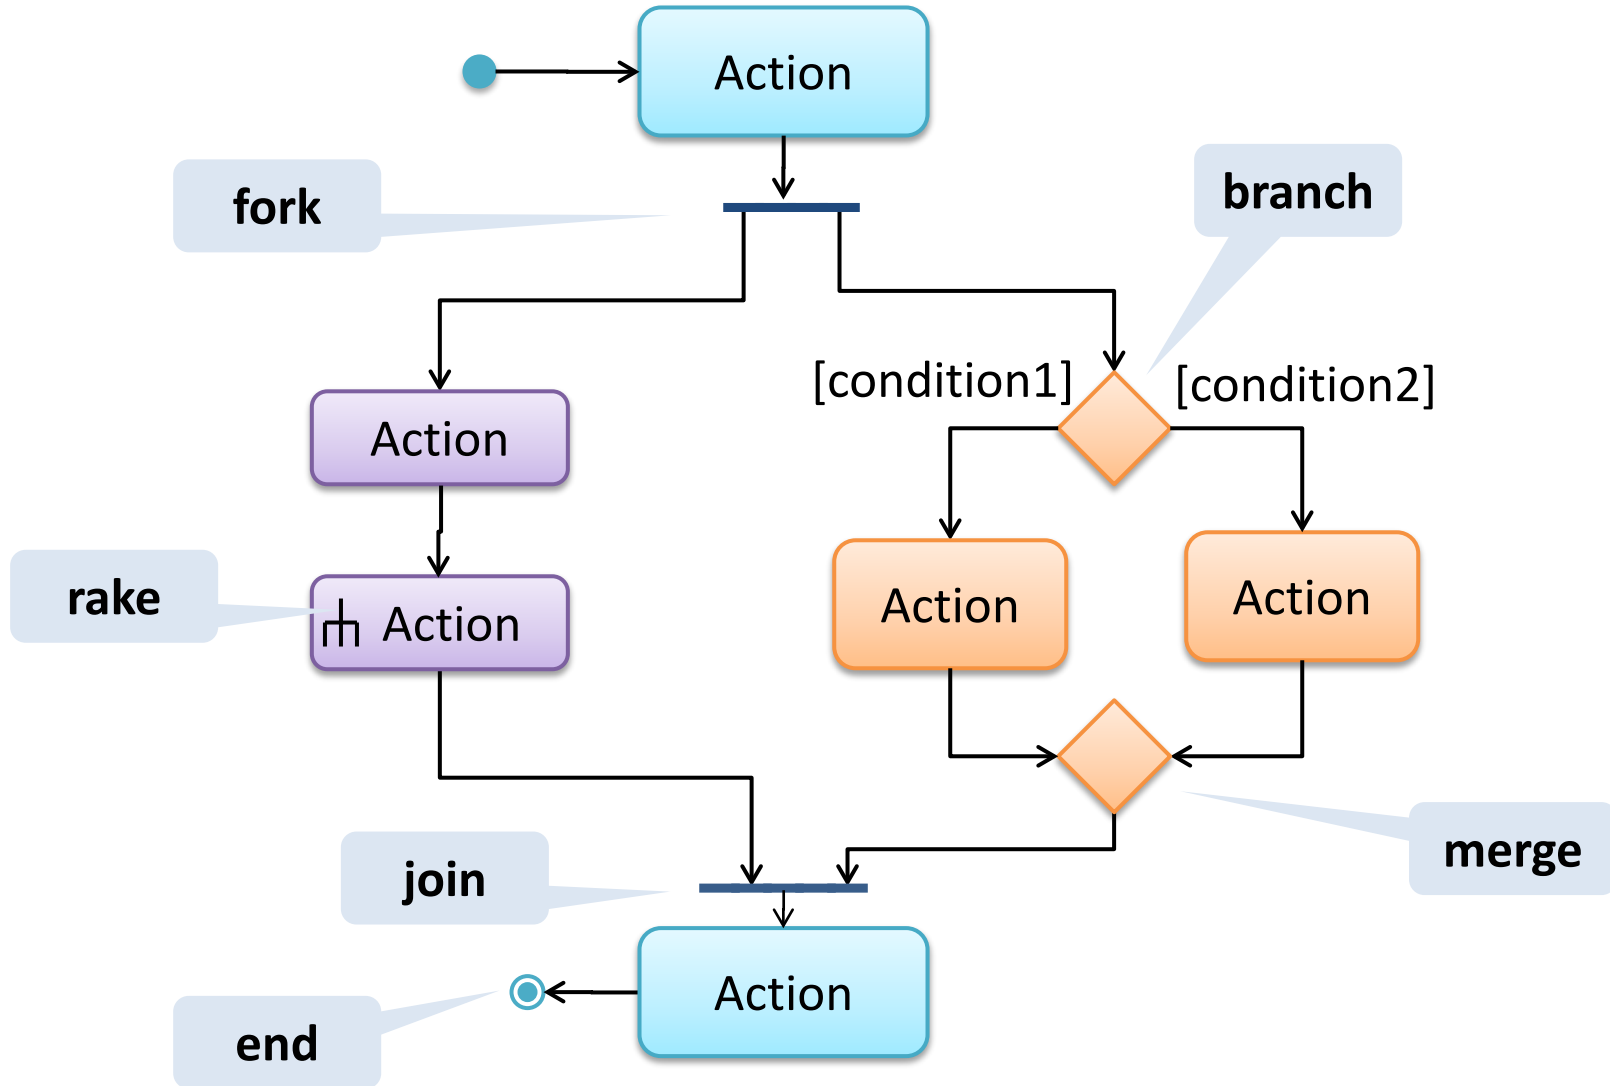 Action
fork
branch
[condition1]
[condition2]
Action
Action
Action
rake
Action
merge
join
Action
end